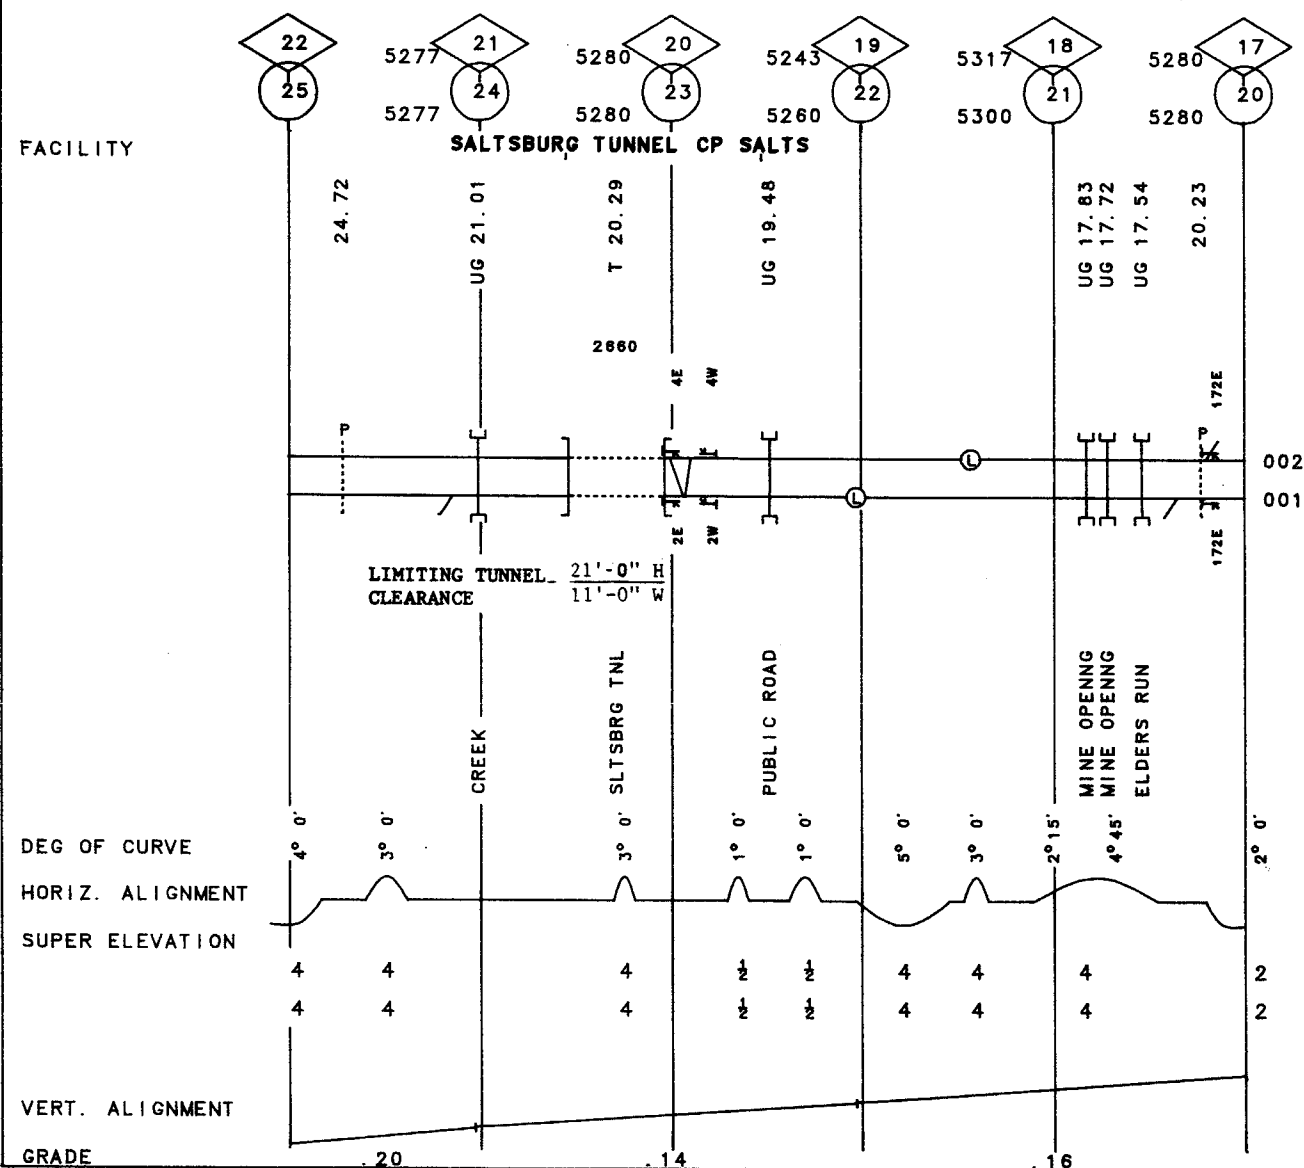 22 21 20 19 18 17
5277 5280 5243 5317 5280
25 24 23 22 21 20
5277 5280 5260 5300 5280
FACILITY
SALTSBURG TUNNEL CP SALTS
24.72
UG 21.01
T 20.29
UG 19.48
UG 17.83
UG 17.72
UG 17.54
20.23
2660
4E
4W
172E
P
P
L
002
L
001
2E
2W
172E
LIMITING TUNNEL 21'-0" H
CLEARANCE 11'-0" W
CREEK
SLTSBRG TNL
PUBLIC ROAD
MINE OPENNG
MINE OPENNG
ELDERS RUN
DEG OF CURVE 4° 0' 3° 0' 3° 0' 1° 0' 1° 0' 5° 0' 3° 0' 2°15' 4°45' 2° 0'
HORIZ. ALIGNMENT
SUPER ELEVATION
4 4 4 ½ ½ 4 4 4 2
4 4 4 ½ ½ 4 4 4 2
VERT. ALIGNMENT
GRADE .20 .14 .16